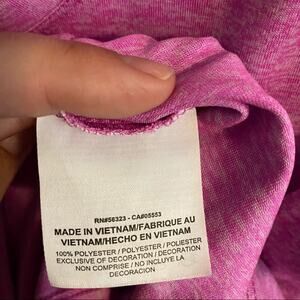 RN#56323 - CA#05553
MADE IN VIETNAM/FABRIQUE AU
VIETNAM/HECHO EN VIETNAM
100% POLYESTER / POLYESTER / POLIESTER
EXCLUSIVE OF DECORATION / DECORATION
NON COMPRISE / NO INCLUYE LA
DECORACION